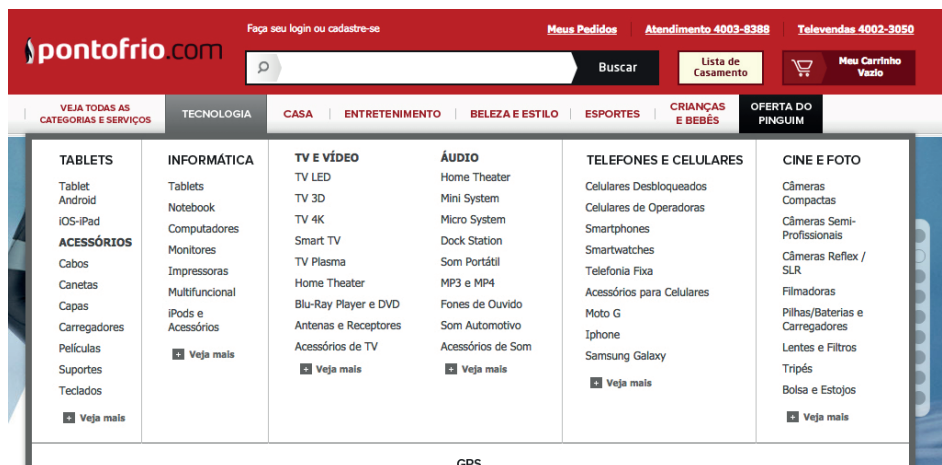 Faça seu login ou cadastre-se
Meus Pedidos
Atendimento 4003-8388
Televendas 4002-3050
pontofrio.com
Buscar
Lista de
Casamento
Meu Carrinho
Vazio
VEJA TODAS AS
CATEGORIAS E SERVIÇOS
TECNOLOGIA
CASA
ENTRETENIMENTO
BELEZA E ESTILO
ESPORTES
CRIANÇAS
E BEBÊS
OFERTA DO
PINGUIM
TABLETS
Tablet
Android
iOS-iPad
ACESSÓRIOS
Cabos
Canetas
Capas
Carregadores
Películas
Suportes
Teclados
+ Veja mais
INFORMÁTICA
Tablets
Notebook
Computadores
Monitores
Impressoras
Multifuncional
iPods e
Acessórios
+ Veja mais
TV E VÍDEO
TV LED
TV 3D
TV 4K
Smart TV
TV Plasma
Home Theater
Blu-Ray Player e DVD
Antenas e Receptores
Acessórios de TV
+ Veja mais
ÁUDIO
Home Theater
Mini System
Micro System
Dock Station
Som Portátil
MP3 e MP4
Fones de Ouvido
Som Automotivo
Acessórios de Som
+ Veja mais
TELEFONES E CELULARES
Celulares Desbloqueados
Celulares de Operadoras
Smartphones
Smartwatches
Telefonia Fixa
Acessórios para Celulares
Moto G
Iphone
Samsung Galaxy
+ Veja mais
CINE E FOTO
Câmeras
Compactas
Câmeras Semi-
Profissionais
Câmeras Reflex /
SLR
Filmadoras
Pilhas/Baterias e
Carregadores
Lentes e Filtros
Tripés
Bolsa e Estojos
+ Veja mais
GPS